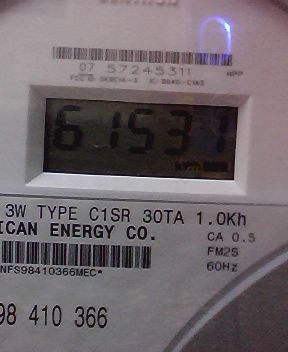 07 57245311
61531
3W TYPE C1SR 30TA 1.0Kh
ICAN ENERGY CO. CA 0.5
FM2S
NFS98410366MEC* 60Hz
98 410 366